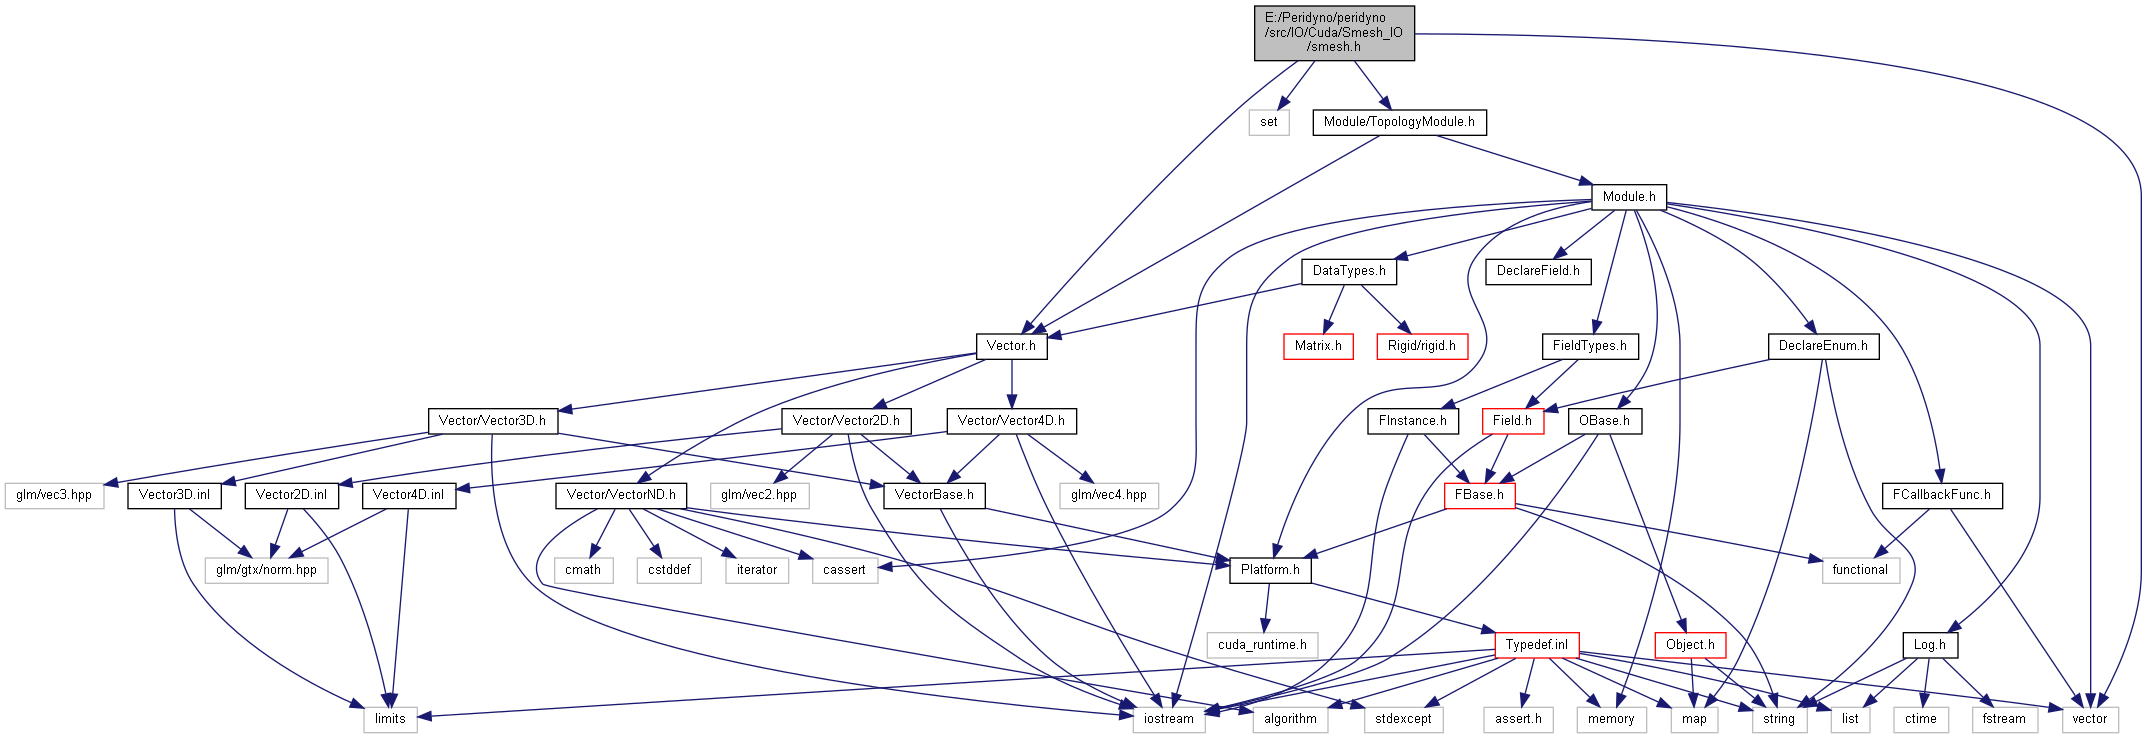 E:/Peridyno/peridyno
/src/IO/Cuda/Smesh_IO
/smesh.h
set
Module/TopologyModule.h
Module.h
DataTypes.h
DeclareField.h
Vector.h
Matrix.h
Rigid/rigid.h
FieldTypes.h
DeclareEnum.h
Vector/Vector3D.h
Vector/Vector2D.h
Vector/Vector4D.h
FInstance.h
Field.h
OBase.h
glm/vec3.hpp
Vector3D.inl
Vector2D.inl
Vector4D.inl
Vector/VectorND.h
glm/vec2.hpp
VectorBase.h
glm/vec4.hpp
FBase.h
FCallbackFunc.h
glm/gtx/norm.hpp
cmath
cstddef
iterator
cassert
Platform.h
functional
cuda_runtime.h
Typedef.inl
Object.h
Log.h
limits
iostream
algorithm
stdexcept
assert.h
memory
map
string
list
ctime
fstream
vector